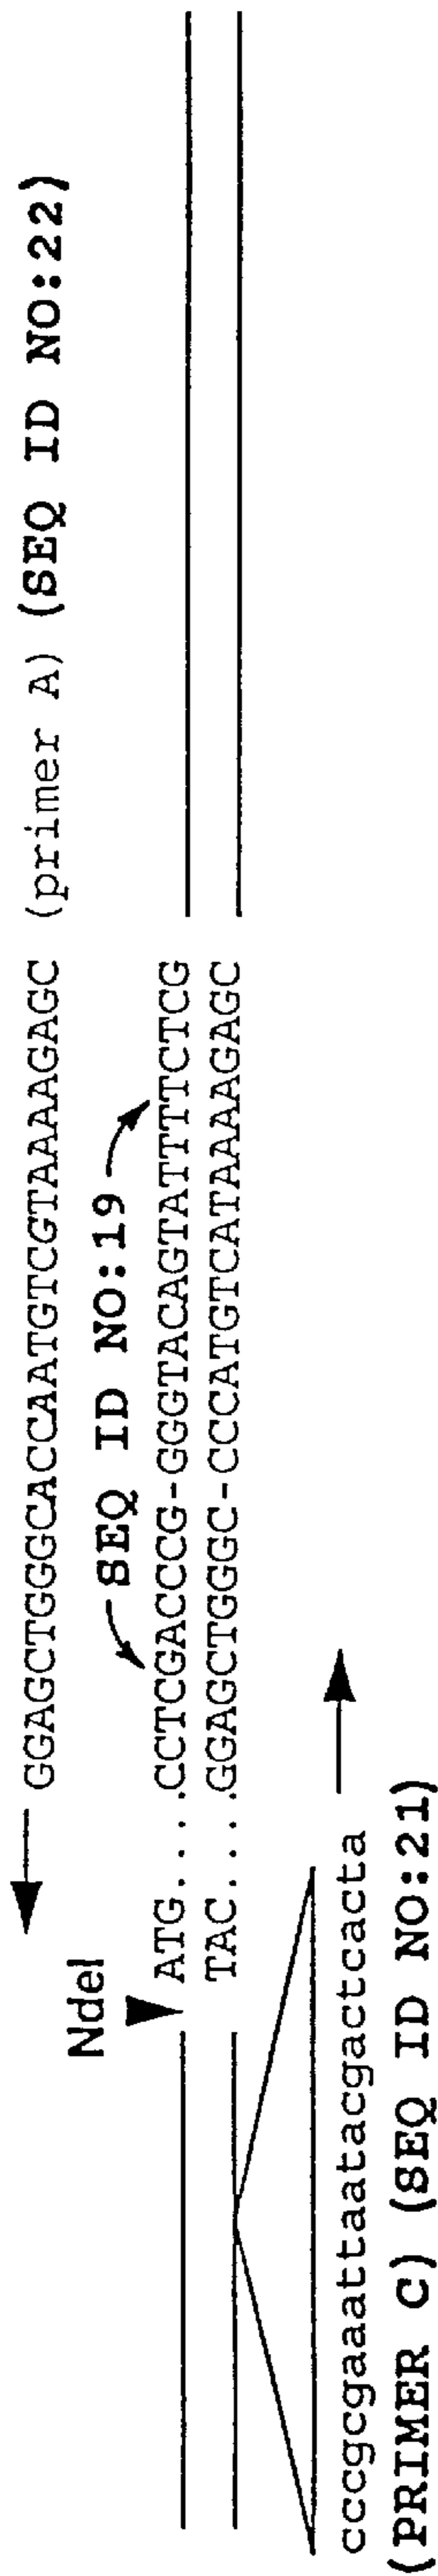 GGAGCTGGGCACCAATGTCGTAAAAGAGC (primer A) (SEQ ID NO:22)
SEQ ID NO:19
NdeI
ATG....CCTCGACCCG-GGGTACAGTATTTTCTCG
TAC....GGAGCTGGGC-CCCATGTCATAAAAGAGC
cccgcgaaattaatacgactcacta
(PRIMER C) (SEQ ID NO:21)